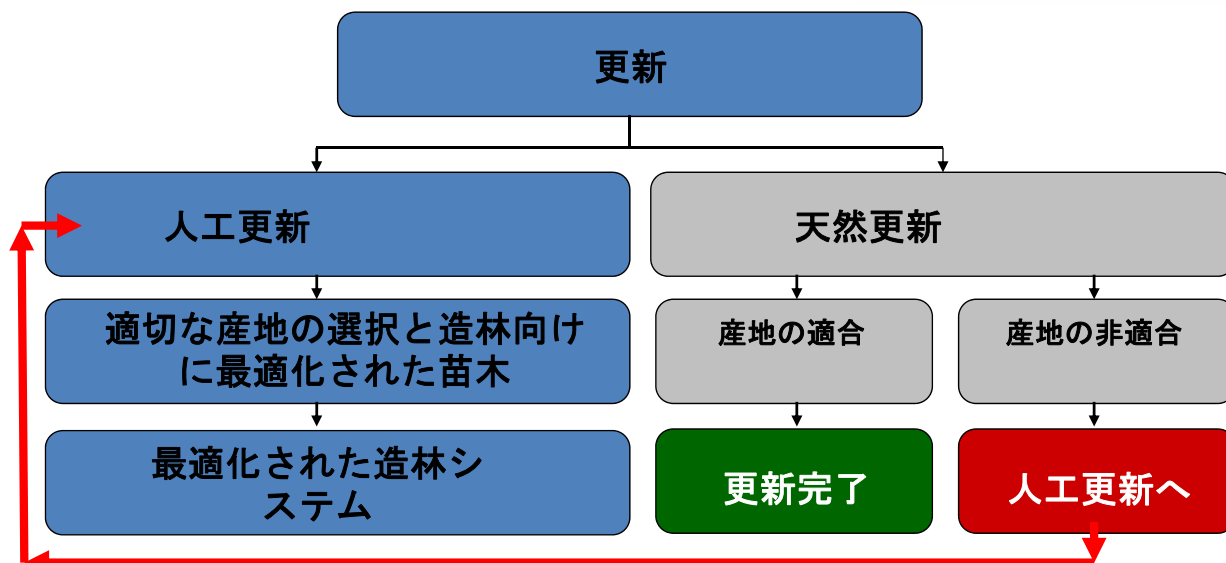 更新
人工更新
天然更新
適切な産地の選択と造林向け
に最適化された苗木
産地の適合
産地の非適合
最適化された造林シ
ステム
更新完了
人工更新へ